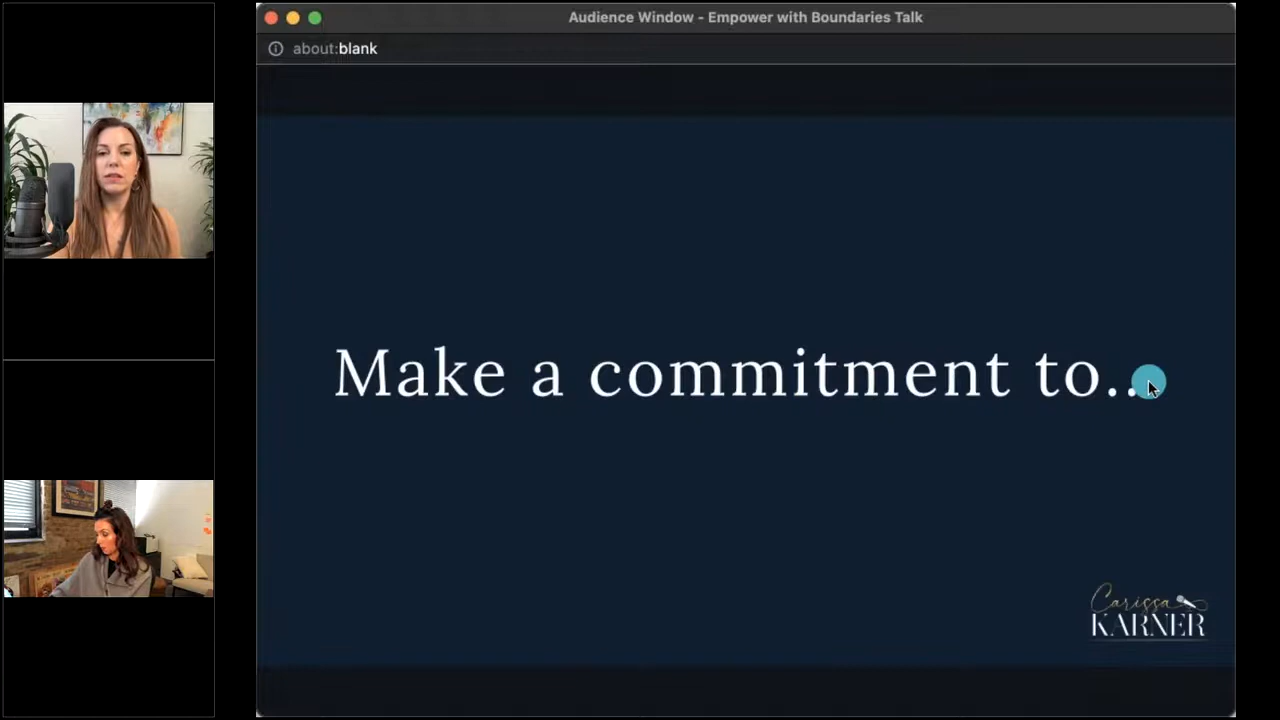 Audience Window - Empower with Boundaries Talk
about:blank
Make a commitment to...
Carissa
KARNER